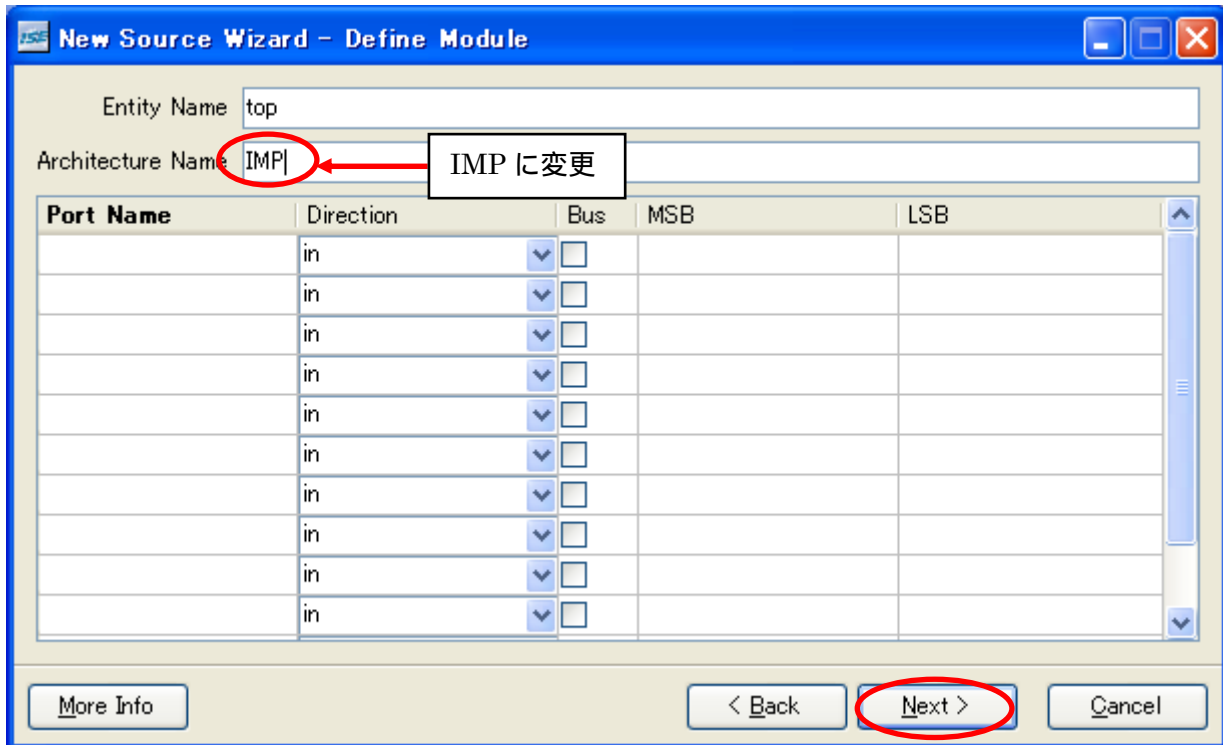 ISE New Source Wizard - Define Module
Entity Name top
Architecture Name IMP
IMP に変更
Port Name Direction Bus MSB LSB
in
in
in
in
in
in
in
in
in
in
More Info < Back Next > Cancel